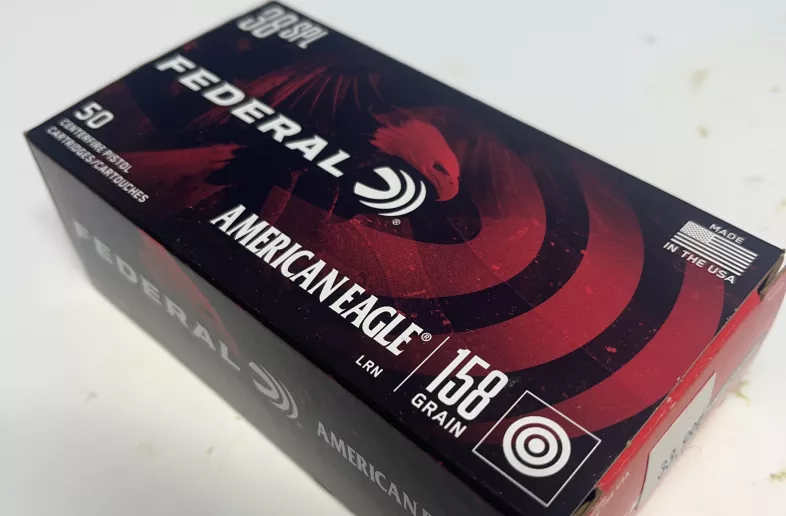 38 SPL
FEDERAL
50
CENTERFIRE PISTOL
CARTRIDGES/CARTOUCHES
AMERICAN EAGLE®
LRN
158
GRAIN
MADE
IN THE USA
FEDERAL
AMERICAN